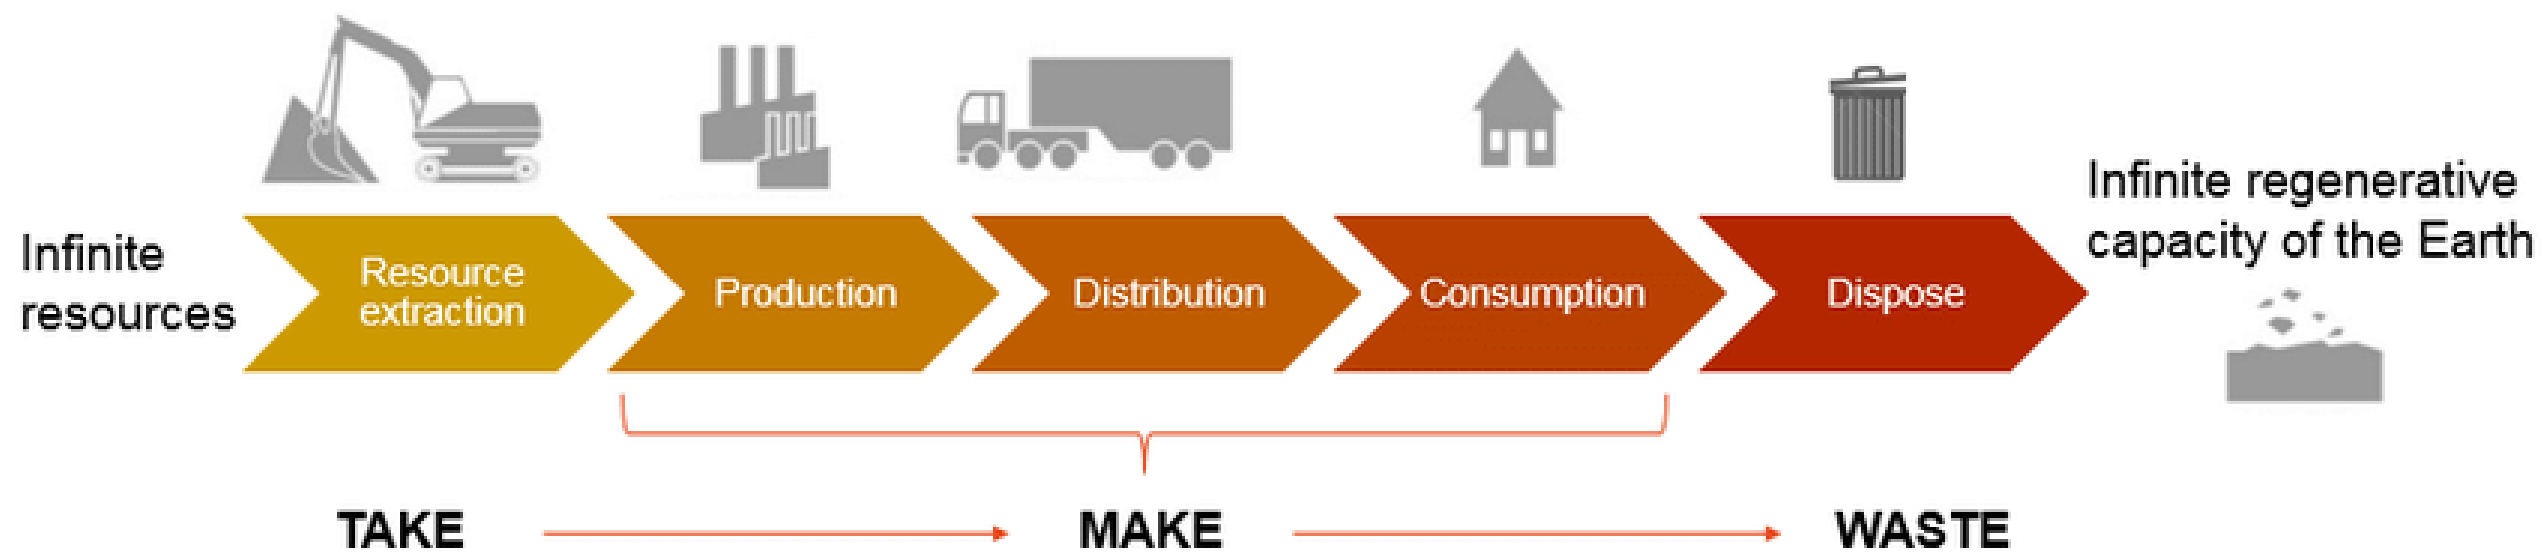 Infinite
resources
Resource
extraction
Production
Distribution
Consumption
Dispose
Infinite regenerative
capacity of the Earth
TAKE
MAKE
WASTE